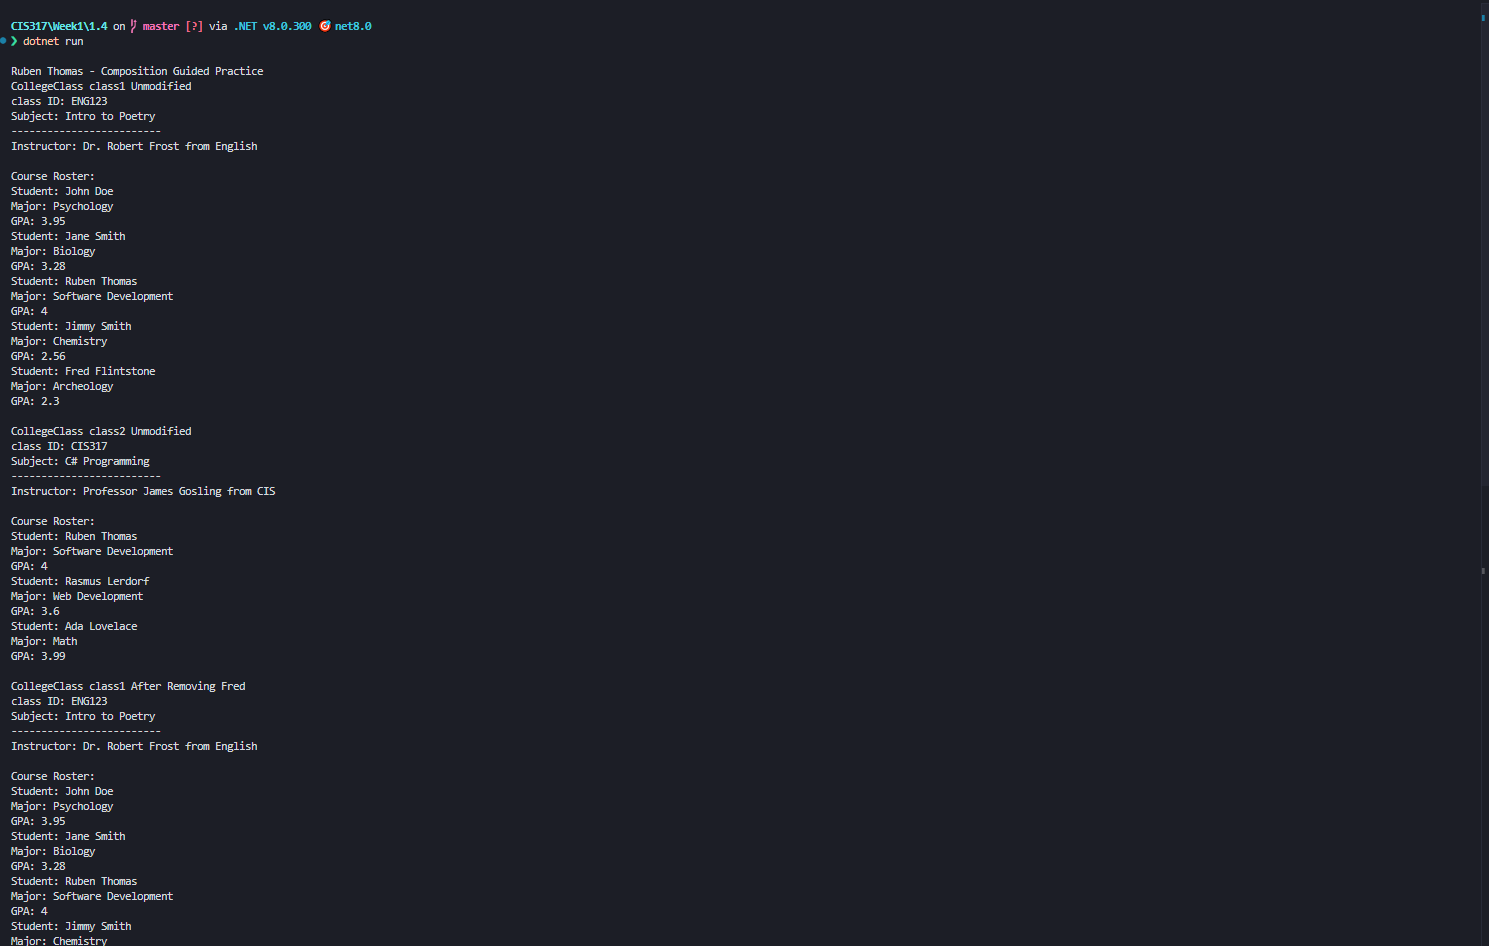 CIS317\Week1\1.4 on master [?] via .NET v8.0.300 🎯 net8.0
❯ dotnet run
Ruben Thomas - Composition Guided Practice
CollegeClass class1 Unmodified
class ID: ENG123
Subject: Intro to Poetry
-------------------------
Instructor: Dr. Robert Frost from English
Course Roster:
Student: John Doe
Major: Psychology
GPA: 3.95
Student: Jane Smith
Major: Biology
GPA: 3.28
Student: Ruben Thomas
Major: Software Development
GPA: 4
Student: Jimmy Smith
Major: Chemistry
GPA: 2.56
Student: Fred Flintstone
Major: Archeology
GPA: 2.3
CollegeClass class2 Unmodified
class ID: CIS317
Subject: C# Programming
-------------------------
Instructor: Professor James Gosling from CIS
Course Roster:
Student: Ruben Thomas
Major: Software Development
GPA: 4
Student: Rasmus Lerdorf
Major: Web Development
GPA: 3.6
Student: Ada Lovelace
Major: Math
GPA: 3.99
CollegeClass class1 After Removing Fred
class ID: ENG123
Subject: Intro to Poetry
-------------------------
Instructor: Dr. Robert Frost from English
Course Roster:
Student: John Doe
Major: Psychology
GPA: 3.95
Student: Jane Smith
Major: Biology
GPA: 3.28
Student: Ruben Thomas
Major: Software Development
GPA: 4
Student: Jimmy Smith
Major: Chemistry